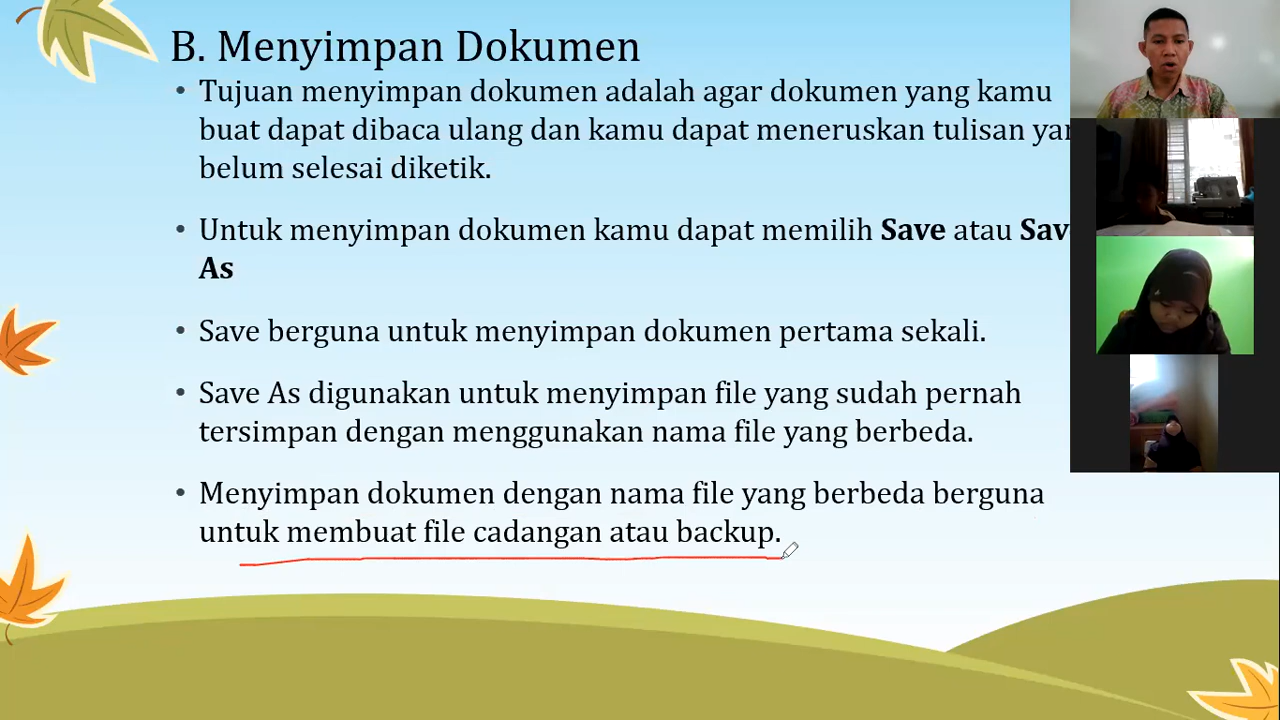 B. Menyimpan Dokumen
• Tujuan menyimpan dokumen adalah agar dokumen yang kamu
buat dapat dibaca ulang dan kamu dapat meneruskan tulisan
belum selesai diketik.
• Untuk menyimpan dokumen kamu dapat memilih Save atau
As
• Save berguna untuk menyimpan dokumen pertama sekali.
• Save As digunakan untuk menyimpan file yang sudah pernah
tersimpan dengan menggunakan nama file yang berbeda.
• Menyimpan dokumen dengan nama file yang berbeda berguna
untuk membuat file cadangan atau backup.